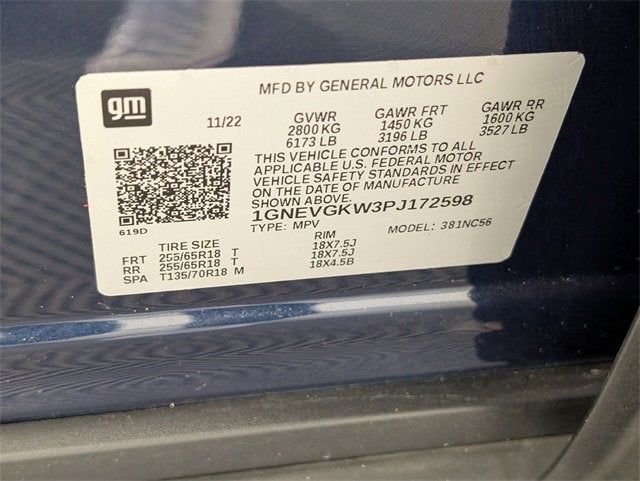 MFD BY GENERAL MOTORS LLC
gm
11/22
GVWR GAWR FRT GAWR RR
2800 KG 1450 KG 1600 KG
6173 LB 3196 LB 3527 LB
THIS VEHICLE CONFORMS TO ALL
APPLICABLE U.S. FEDERAL MOTOR
VEHICLE SAFETY STANDARDS IN EFFECT
ON THE DATE OF MANUFACTURE
SHOWN ABOVE.
1GNEVGKW3PJ172598
619D
TYPE: MPV MODEL: 381NC56
TIRE SIZE RIM
FRT 255/65R18 T 18X7.5J
RR 255/65R18 T 18X7.5J
SPA T135/70R18 M 18X4.5B